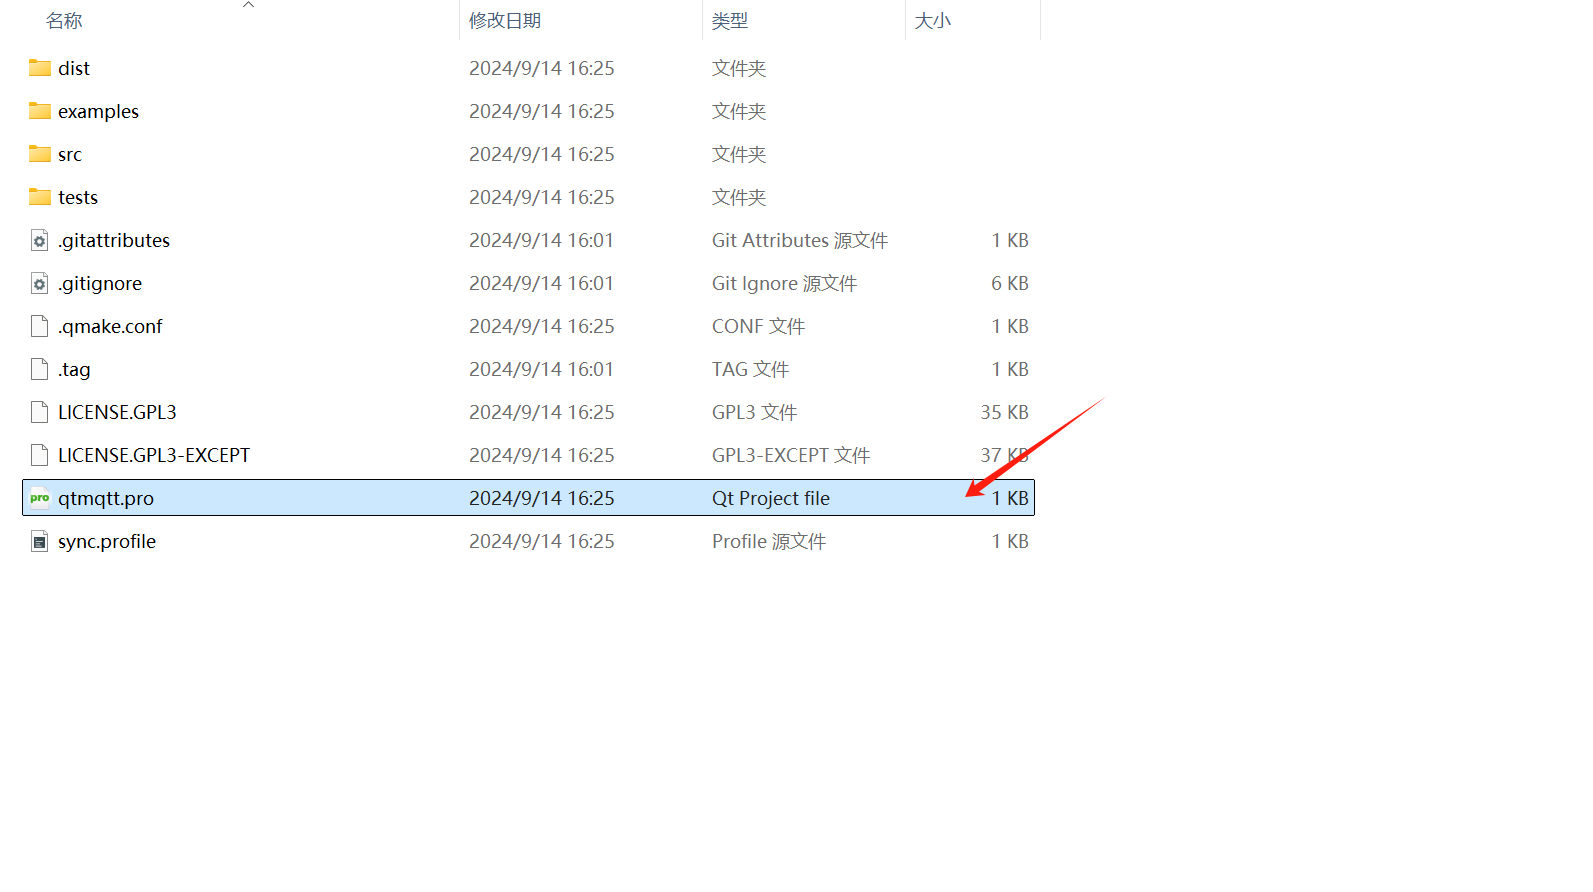 名称 修改日期 类型 大小
dist 2024/9/14 16:25 文件夹
examples 2024/9/14 16:25 文件夹
src 2024/9/14 16:25 文件夹
tests 2024/9/14 16:25 文件夹
.gitattributes 2024/9/14 16:01 Git Attributes 源文件 1 KB
.gitignore 2024/9/14 16:01 Git Ignore 源文件 6 KB
.qmake.conf 2024/9/14 16:25 CONF 文件 1 KB
.tag 2024/9/14 16:01 TAG 文件 1 KB
LICENSE.GPL3 2024/9/14 16:25 GPL3 文件 35 KB
LICENSE.GPL3-EXCEPT 2024/9/14 16:25 GPL3-EXCEPT 文件 37 KB
pro qtmqtt.pro 2024/9/14 16:25 Qt Project file 1 KB
sync.profile 2024/9/14 16:25 Profile 源文件 1 KB